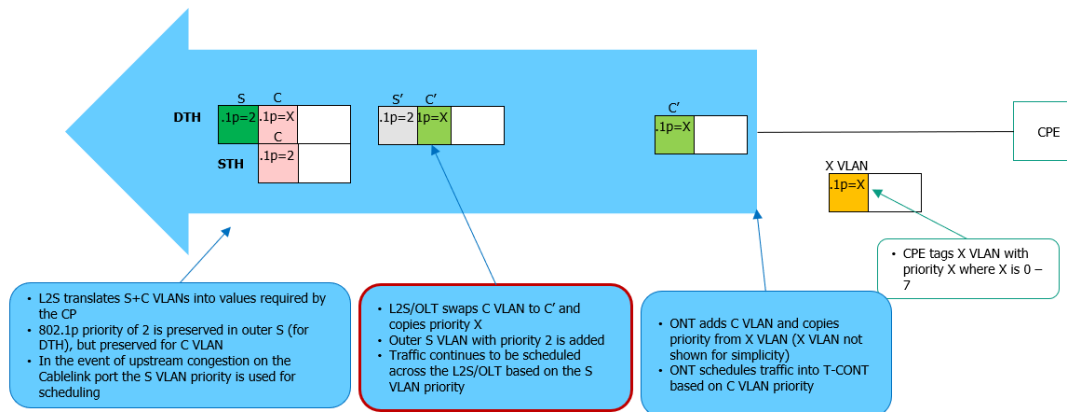 S C
DTH .1p=2 .1p=X
C
STH .1p=2
S’ C’
.1p=2 1p=X
C’
.1p=X
CPE
X VLAN
.1p=X
• CPE tags X VLAN with
priority X where X is 0 –
7
• L2S translates S+C VLANs into values required by
the CP
• 802.1p priority of 2 is preserved in outer S (for
DTH), but preserved for C VLAN
• In the event of upstream congestion on the
Cablelink port the S VLAN priority is used for
scheduling
• L2S/OLT swaps C VLAN to C’ and
copies priority X
• Outer S VLAN with priority 2 is added
• Traffic continues to be scheduled
across the L2S/OLT based on the S
VLAN priority
• ONT adds C VLAN and copies
priority from X VLAN (X VLAN not
shown for simplicity)
• ONT schedules traffic into T-CONT
based on C VLAN priority